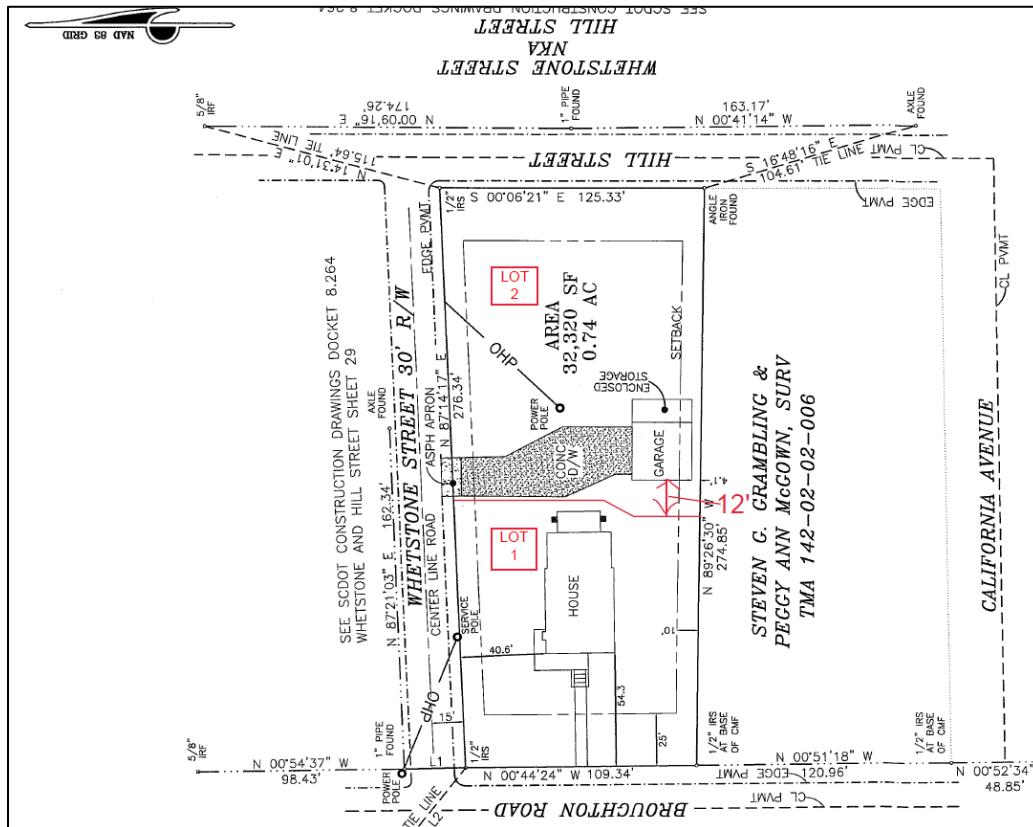 SEE SCDOT CONSTRUCTION DRAWINGS DOCKET 8.264
HILL STREET
NKA
WHETSTONE STREET
NAD 83 GRID
5/8" IRF
N 00°09'16" E
174.26'
1" PIPE FOUND
163.17'
N 00°41'14" W
AXLE FOUND
N 14°31'01" E
115.64' TIE LINE
HILL STREET
S 16°48'16" E
104.61' TIE LINE
CL PVMT
EDGE PVMT
1/2" IRS
S 00°06'21" E 125.33'
ANGLE IRON FOUND
EDGE PVMT
CL PVMT
SEE SCDOT CONSTRUCTION DRAWINGS DOCKET 8.264
WHETSTONE AND HILL STREET SHEET 29
N 87°21'03" E 162.34'
AXLE FOUND
WHETSTONE STREET 30' R/W
CENTER LINE ROAD
ASPH APRON
N 87°14'17" E
276.34'
LOT
2
AREA
32,320 SF
0.74 AC
OHP
POWER POLE
SETBACK
ENCLOSED STORAGE
CONC D/W
GARAGE
4.1'
12'
LOT
1
HOUSE
N 89°26'30" W
274.85'
STEVEN G. GRAMBLING &
PEGGY ANN McGOWN, SURV
TMA 142-02-02-006
CALIFORNIA AVENUE
SERVICE POLE
40.6'
10'
54.3
25'
15'
OHP
5/8" IRF
N 00°54'37" W
98.43'
1" PIPE FOUND
POWER POLE
L1
1/2" IRS
TIE LINE
L2
N 00°44'24" W 109.34'
1/2" IRS
AT BASE
OF CMF
N 00°51'18" W
120.96'
EDGE PVMT
CL PVMT
1/2" IRS
AT BASE
OF CMF
N 00°52'34"
48.85'
BROUGHTON ROAD